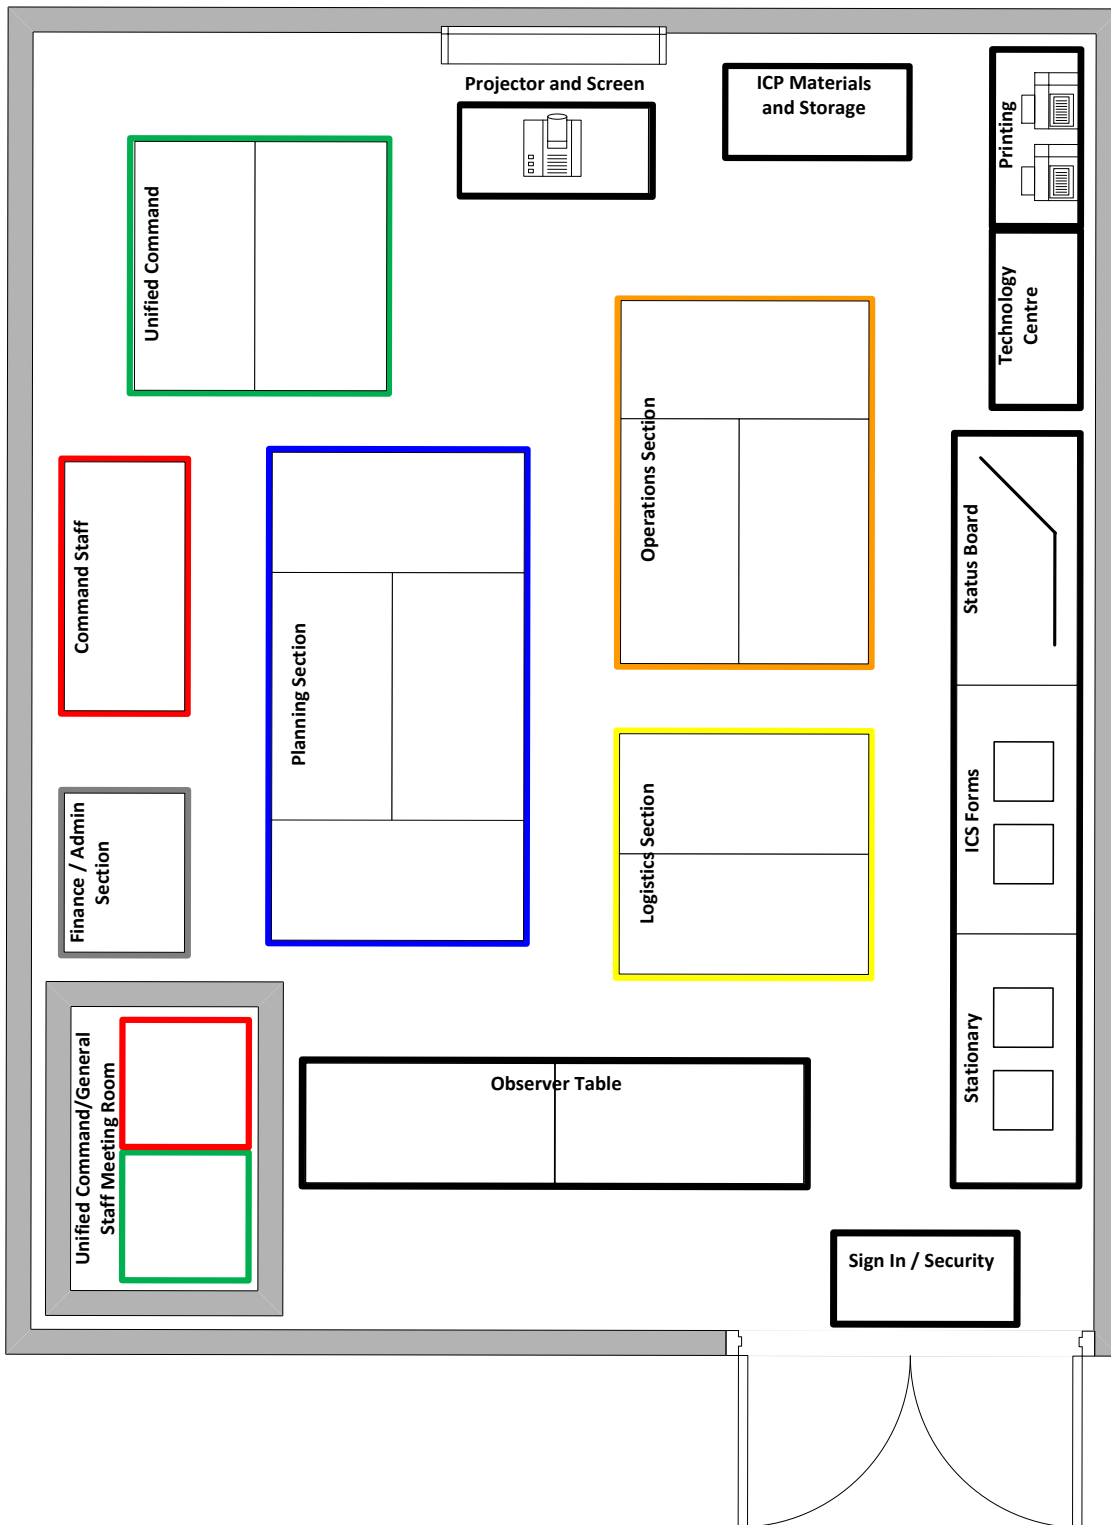 Projector and Screen
ICP Materials
and Storage
Printing
Unified Command
Technology
Centre
Operations Section
Command Staff
Status Board
Planning Section
Finance / Admin
Section
Logistics Section
ICS Forms
Unified Command/General
Staff Meeting Room
Observer Table
Stationary
Sign In / Security